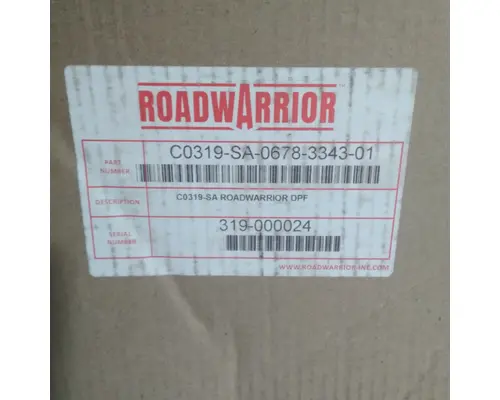 ROADWARRIOR
PART NUMBER
C0319-SA-0678-3343-01
DESCRIPTION
C0319-SA ROADWARRIOR DPF
SERIAL NUMBER
319-000024
WWW.ROADWARRIOR-INC.COM